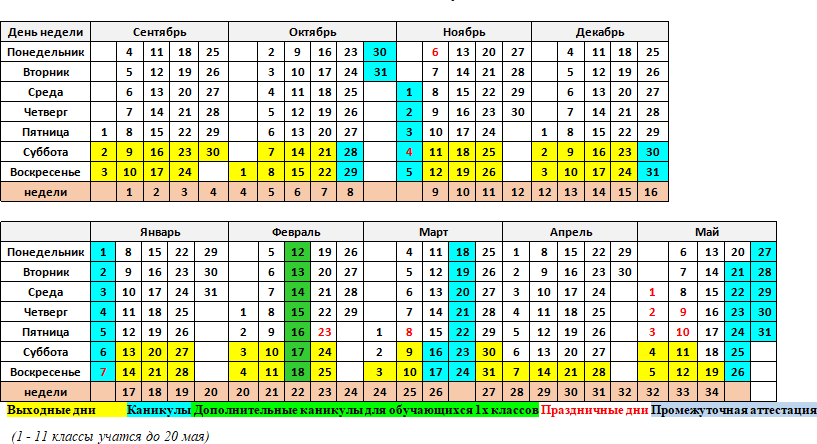 День недели Сентябрь Октябрь Ноябрь Декабрь
Понедельник 4 11 18 25 2 9 16 23 30 6 13 20 27 4 11 18 25
Вторник 5 12 19 26 3 10 17 24 31 7 14 21 28 5 12 19 26
Среда 6 13 20 27 4 11 18 25 1 8 15 22 29 6 13 20 27
Четверг 7 14 21 28 5 12 19 26 2 9 16 23 30 7 14 21 28
Пятница 1 8 15 22 29 6 13 20 27 3 10 17 24 1 8 15 22 29
Суббота 2 9 16 23 30 7 14 21 28 4 11 18 25 2 9 16 23 30
Воскресенье 3 10 17 24 1 8 15 22 29 5 12 19 26 3 10 17 24 31
недели 1 2 3 4 4 5 6 7 8 9 10 11 12 12 13 14 15 16
Январь Февраль Март Апрель Май
Понедельник 1 8 15 22 29 5 12 19 26 4 11 18 25 1 8 15 22 29 6 13 20 27
Вторник 2 9 16 23 30 6 13 20 27 5 12 19 26 2 9 16 23 30 7 14 21 28
Среда 3 10 17 24 31 7 14 21 28 6 13 20 27 3 10 17 24 1 8 15 22 29
Четверг 4 11 18 25 1 8 15 22 29 7 14 21 28 4 11 18 25 2 9 16 23 30
Пятница 5 12 19 26 2 9 16 23 1 8 15 22 29 5 12 19 26 3 10 17 24 31
Суббота 6 13 20 27 3 10 17 24 2 9 16 23 30 6 13 20 27 4 11 18 25
Воскресенье 7 14 21 28 4 11 18 25 3 10 17 24 31 7 14 21 28 5 12 19 26
недели 17 18 19 20 20 21 22 23 24 24 25 26 27 28 29 30 31 32 32 33 34
Выходные дни Каникулы Дополнительные каникулы для обучающихся 1х классов Праздничные дни Промежуточная аттестация
(1 - 11 классы учатся до 20 мая)